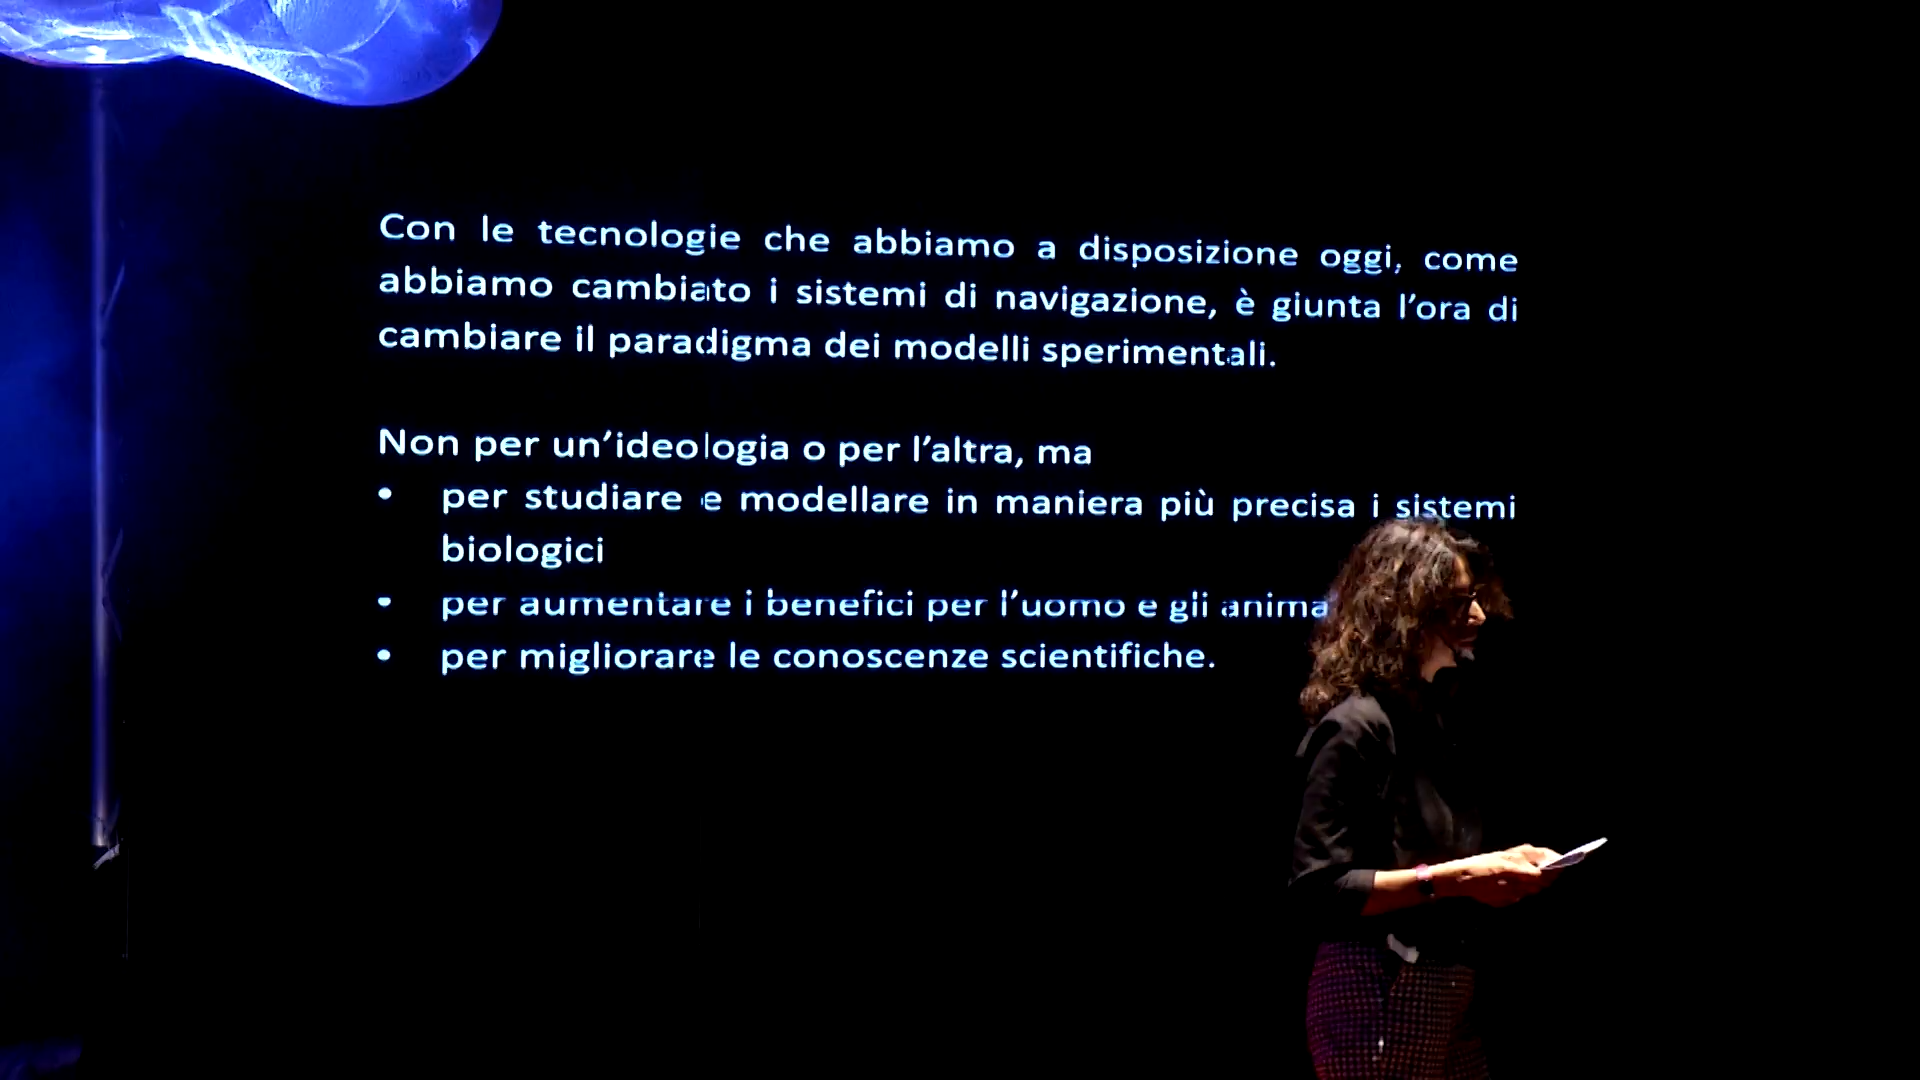 Con le tecnologie che abbiamo a disposizione oggi, come
abbiamo cambiato i sistemi di navigazione, è giunta l'ora di
cambiare il paradigma dei modelli sperimentali.
Non per un'ideologia o per l'altra, ma
• per studiare e modellare in maniera più precisa i sistemi
biologici
• per aumentare i benefici per l'uomo e gli anima
• per migliorare le conoscenze scientifiche.